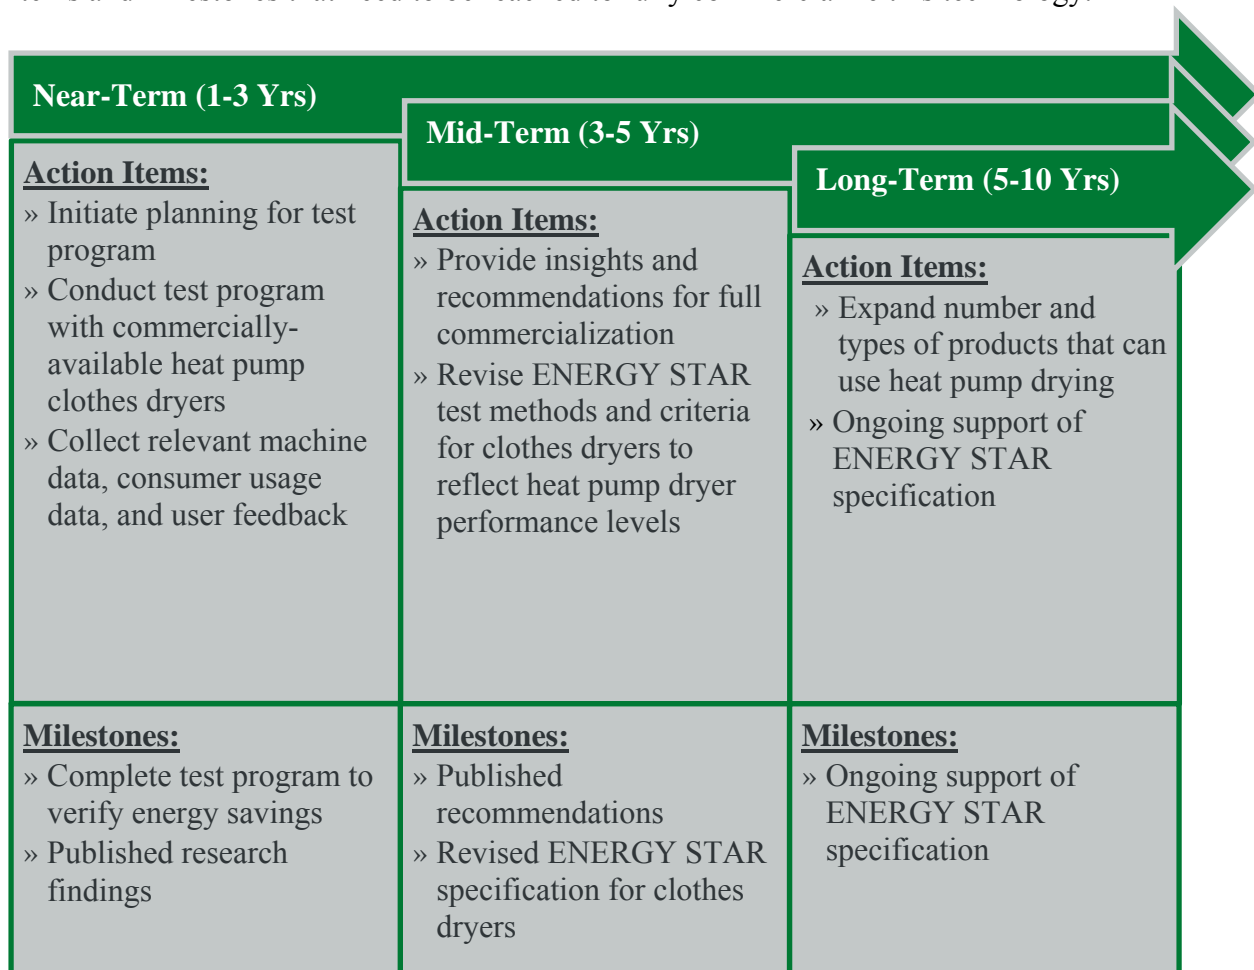 Near-Term (1-3 Yrs)
Action Items:
» Initiate planning for test
program
» Conduct test program
with commercially-
available heat pump
clothes dryers
» Collect relevant machine
data, consumer usage
data, and user feedback
Milestones:
» Complete test program to
verify energy savings
» Published research
findings
Mid-Term (3-5 Yrs)
Action Items:
» Provide insights and
recommendations for full
commercialization
» Revise ENERGY STAR
test methods and criteria
for clothes dryers to
reflect heat pump dryer
performance levels
Milestones:
» Published
recommendations
» Revised ENERGY STAR
specification for clothes
dryers
Long-Term (5-10 Yrs)
Action Items:
» Expand number and
types of products that can
use heat pump drying
» Ongoing support of
ENERGY STAR
specification
Milestones:
» Ongoing support of
ENERGY STAR
specification